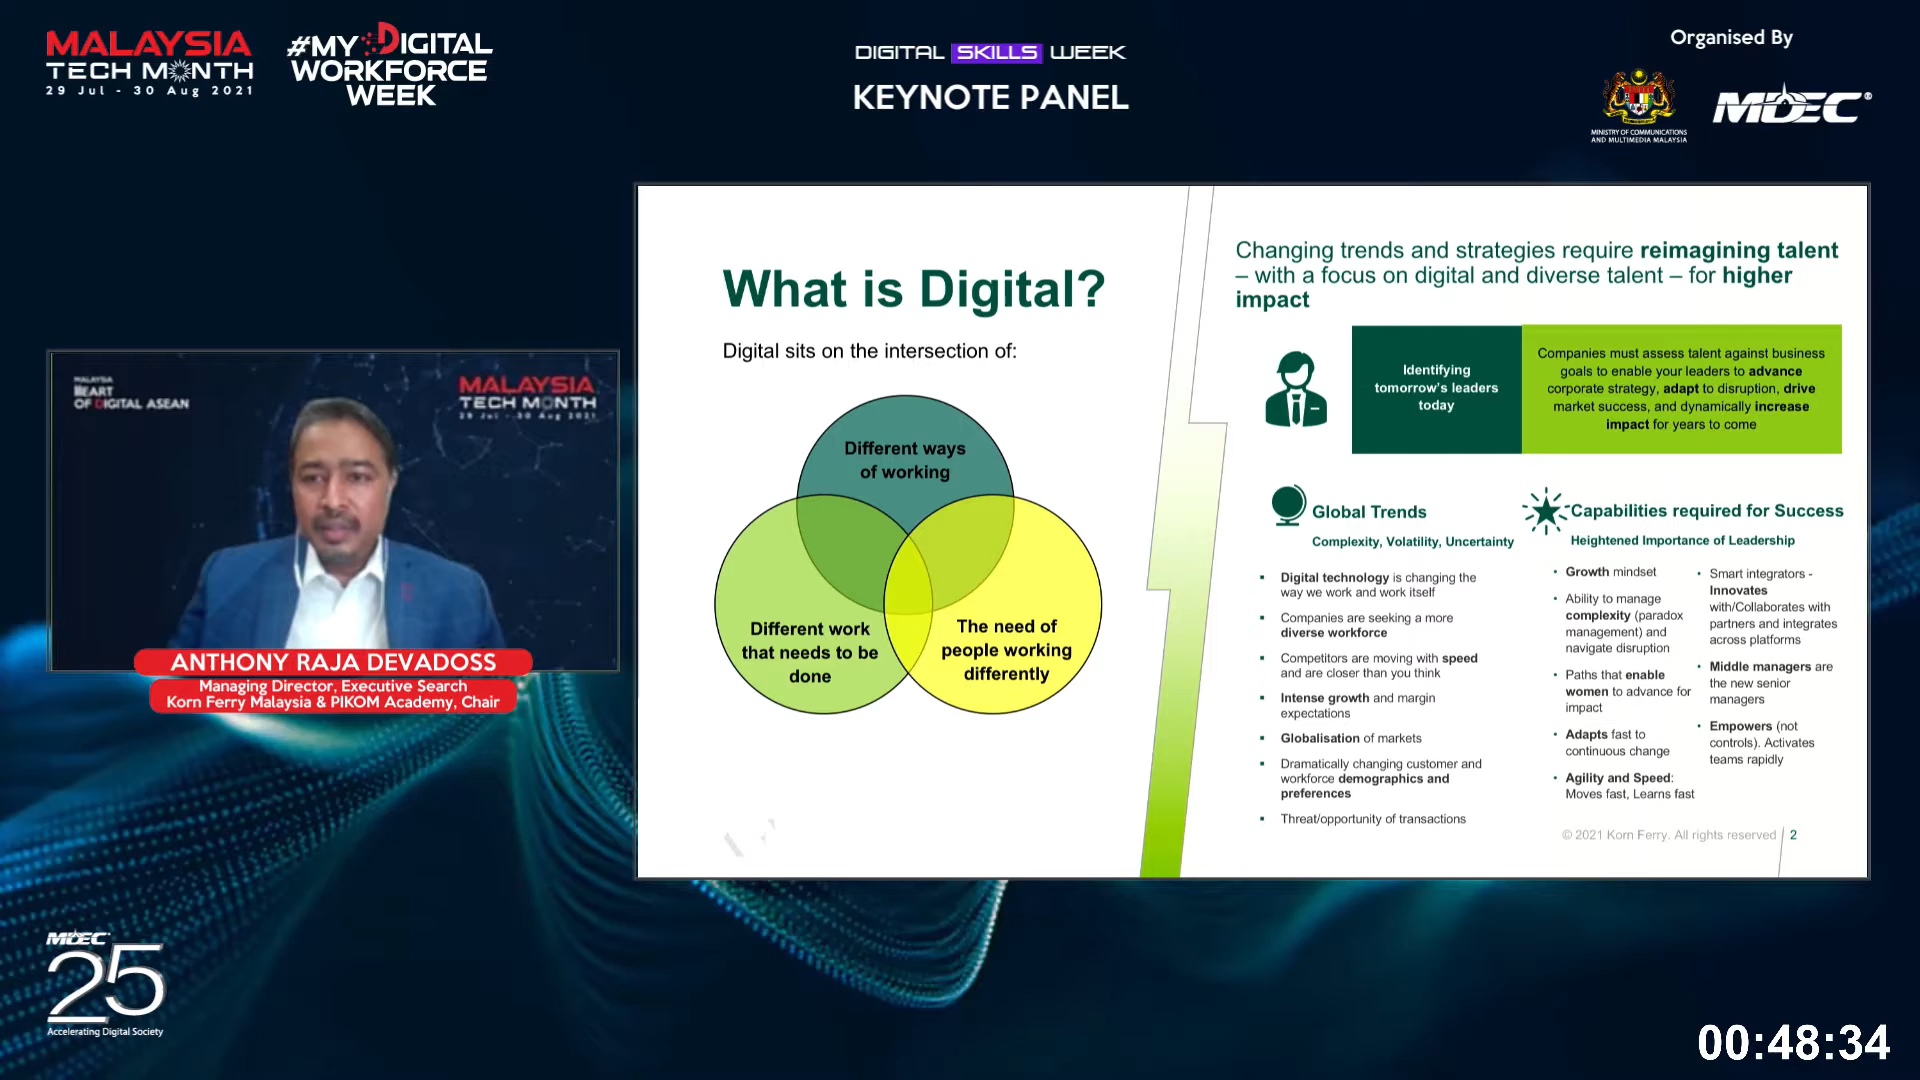 MALAYSIA
TECH MONTH
29 Jul - 30 Aug 2021
#MY DIGITAL
WORKFORCE
WEEK
DIGITAL SKILLS WEEK
KEYNOTE PANEL
Organised By
MINISTRY OF COMMUNICATIONS
AND MULTIMEDIA MALAYSIA
MDEC®
MALAYSIA
HEART
OF DIGITAL ASEAN
MALAYSIA
TECH MONTH
29 Jul - 30 Aug 2021
ANTHONY RAJA DEVADOSS
Managing Director, Executive Search
Korn Ferry Malaysia & PIKOM Academy, Chair
What is Digital?
Digital sits on the intersection of:
Different ways
of working
Different work
that needs to be
done
The need of
people working
differently
Changing trends and strategies require reimagining talent
– with a focus on digital and diverse talent – for higher
impact
Identifying
tomorrow's leaders
today
Companies must assess talent against business
goals to enable your leaders to advance
corporate strategy, adapt to disruption, drive
market success, and dynamically increase
impact for years to come
Global Trends
Complexity, Volatility, Uncertainty
▪ Digital technology is changing the
way we work and work itself
▪ Companies are seeking a more
diverse workforce
▪ Competitors are moving with speed
and are closer than you think
▪ Intense growth and margin
expectations
▪ Globalisation of markets
▪ Dramatically changing customer and
workforce demographics and
preferences
▪ Threat/opportunity of transactions
Capabilities required for Success
Heightened Importance of Leadership
• Growth mindset
• Ability to manage
complexity (paradox
management) and
navigate disruption
• Paths that enable
women to advance for
impact
• Adapts fast to
continuous change
• Agility and Speed:
Moves fast, Learns fast
• Smart integrators -
Innovates
with/Collaborates with
partners and integrates
across platforms
• Middle managers are
the new senior
managers
• Empowers (not
controls). Activates
teams rapidly
© 2021 Korn Ferry. All rights reserved 2
MDEC
25
Accelerating Digital Society
00:48:34